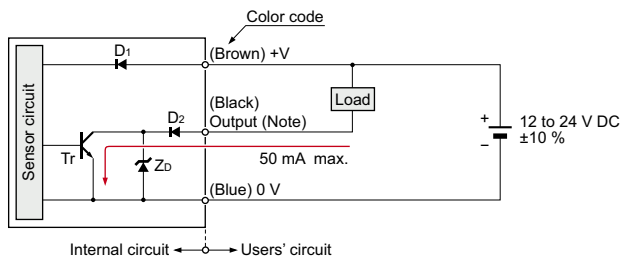 Color code
D1
(Brown) +V
Sensor circuit
(Black)
Output (Note)
D2
Load
+
12 to 24 V DC
±10 %
−
Tr
ZD
50 mA max.
(Blue) 0 V
Internal circuit
Users' circuit